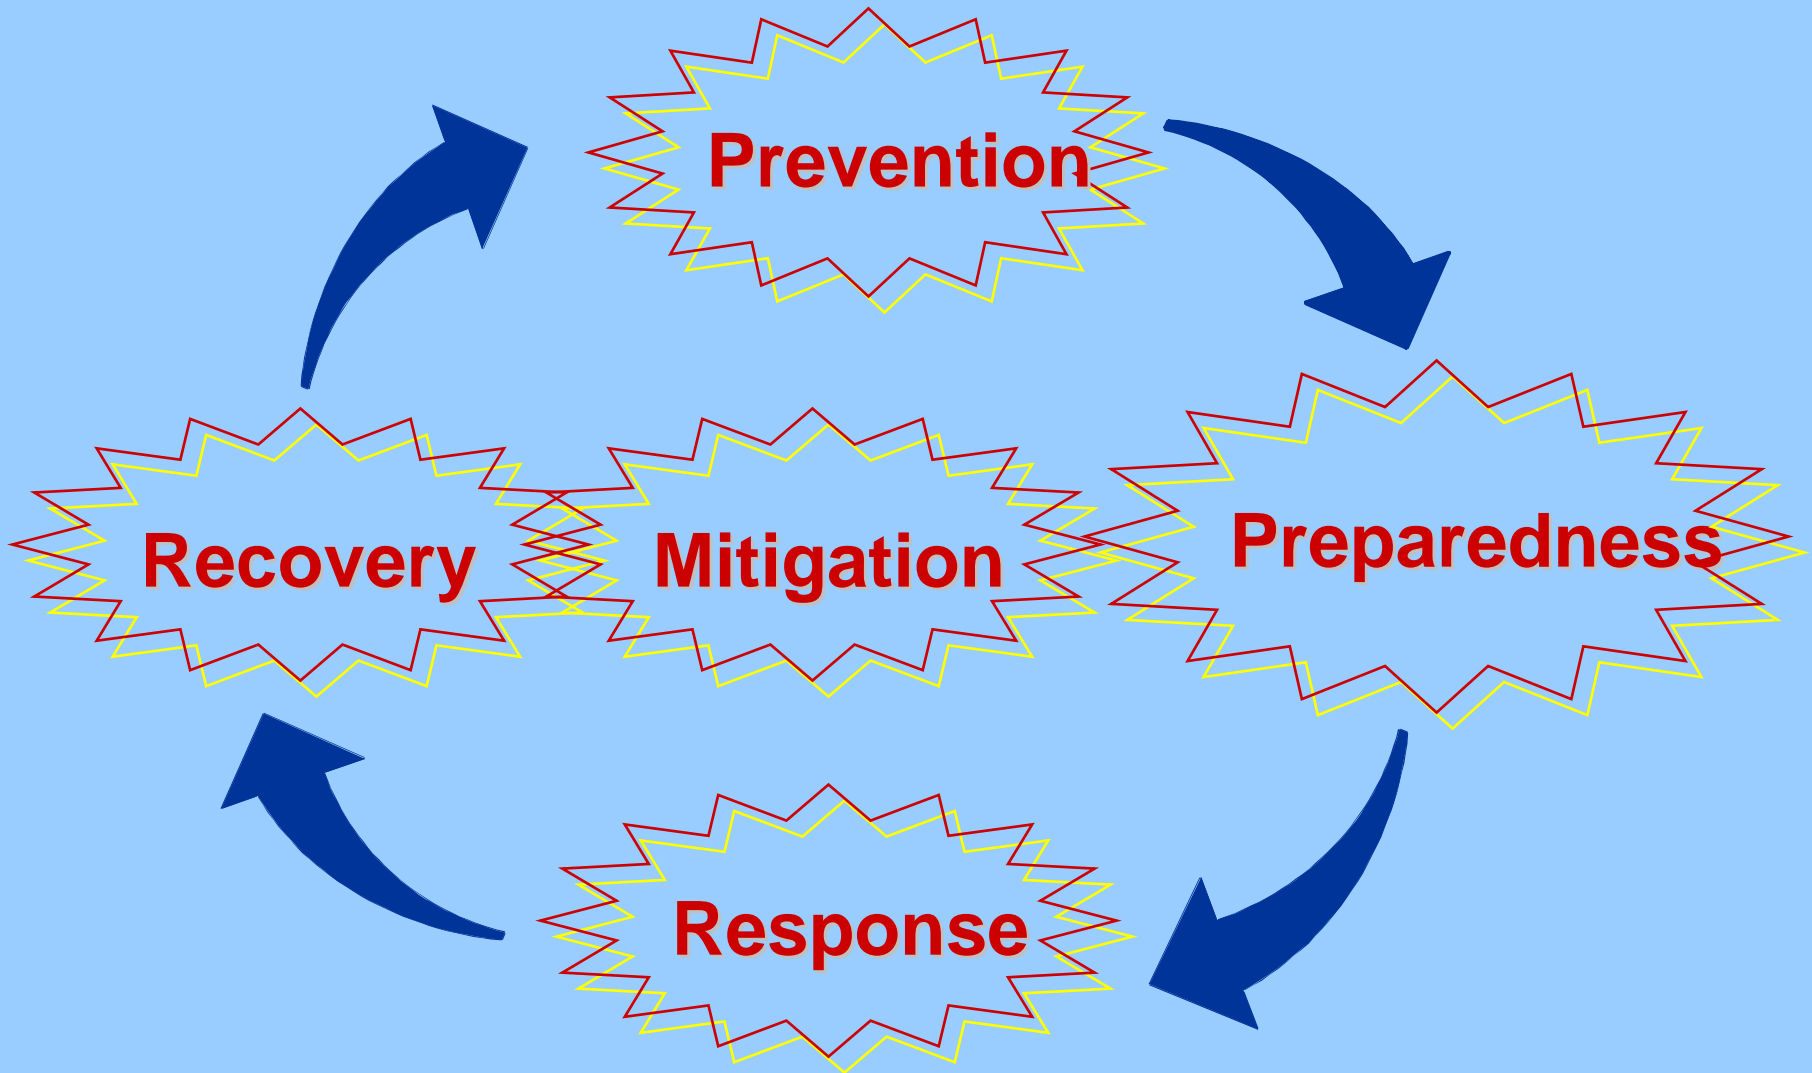 Prevention
Recovery
Mitigation
Preparedness
Response